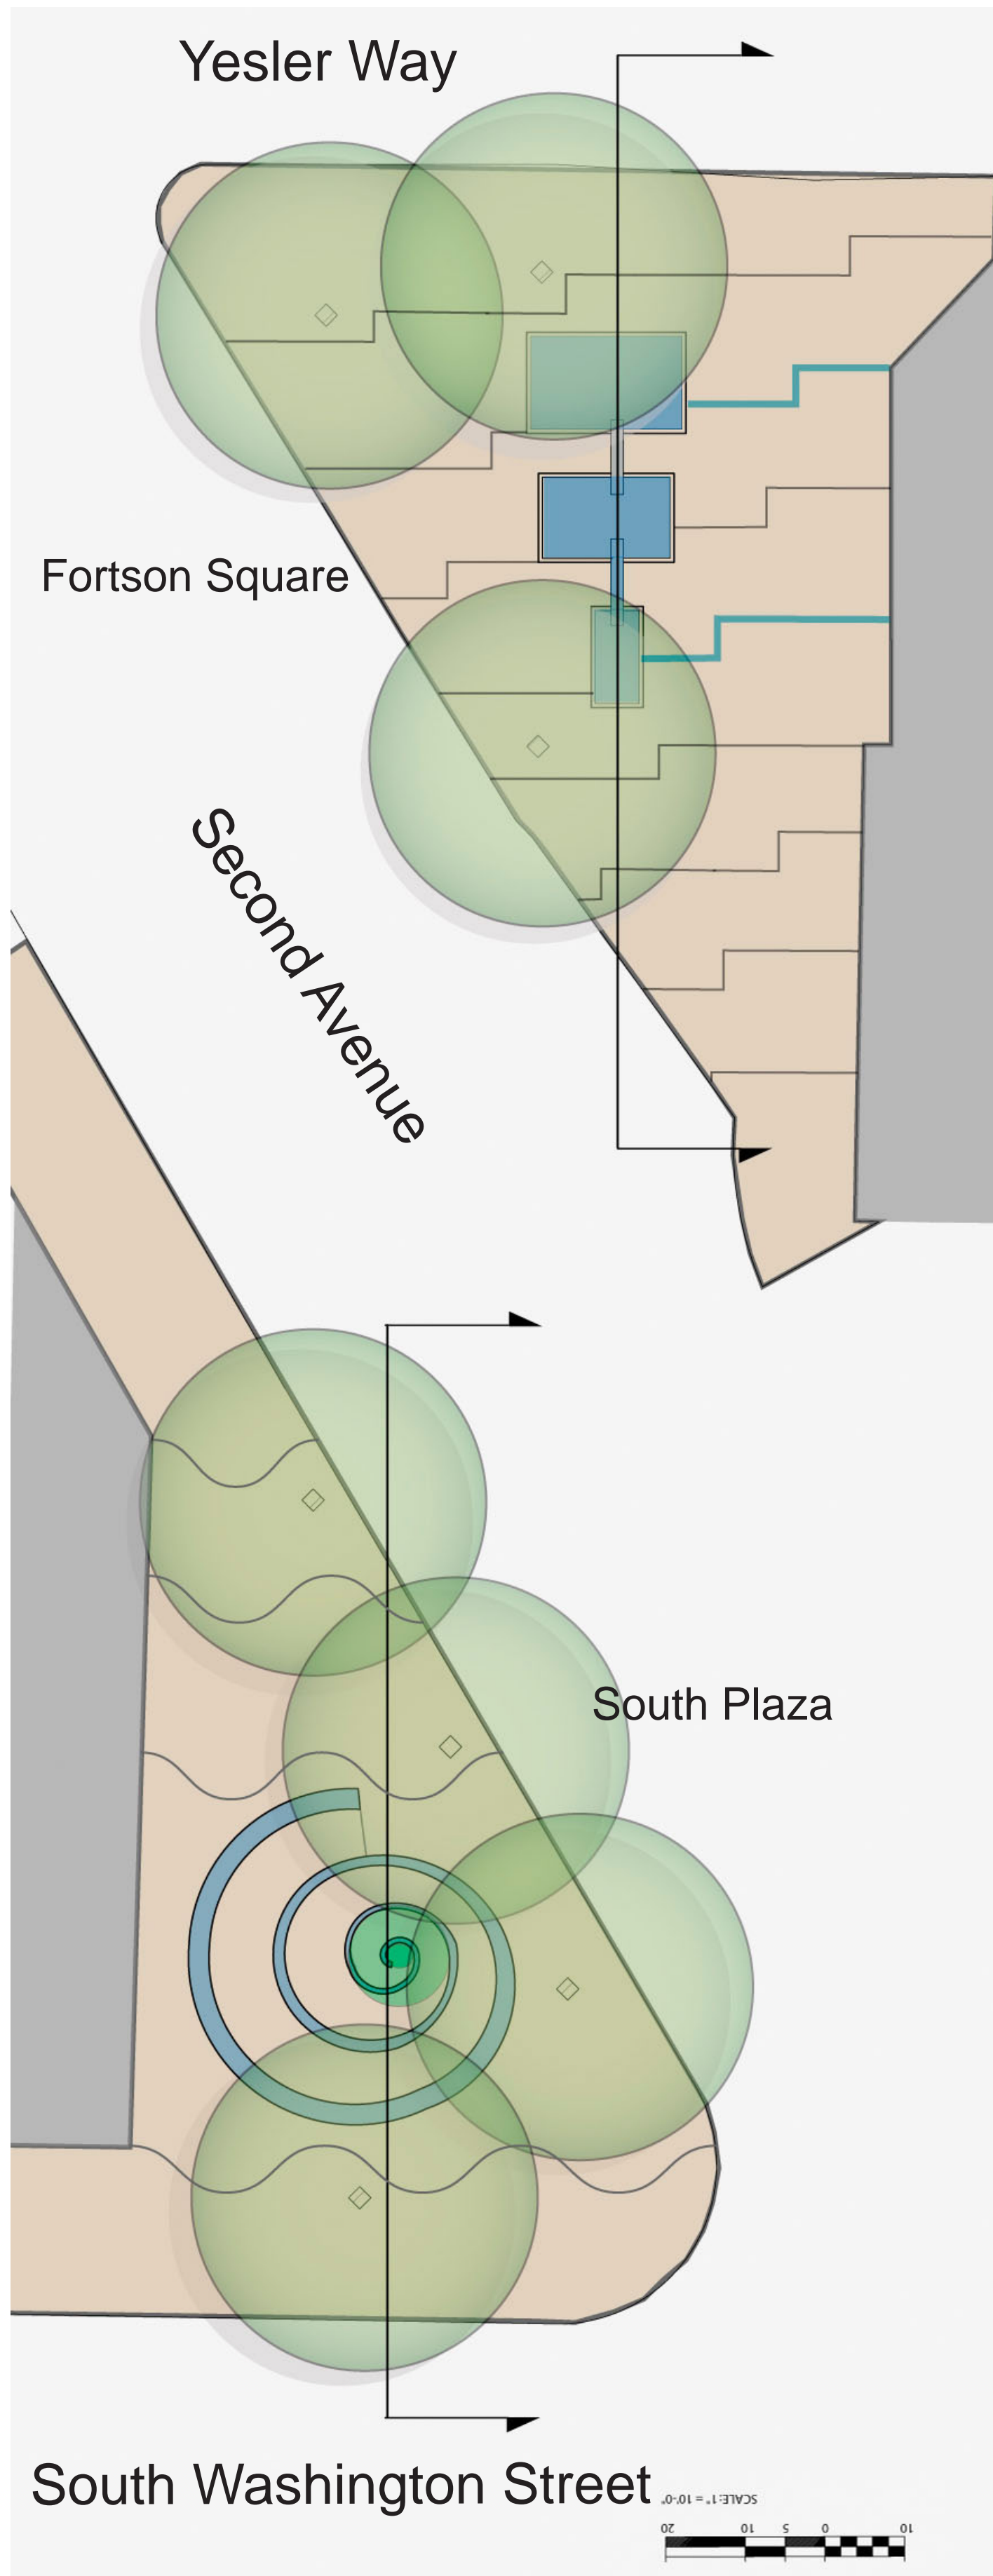 Yesler Way
Fortson Square
Second Avenue
South Plaza
South Washington Street
SCALE: 1" = 10'-0"
20 10 5 0 10